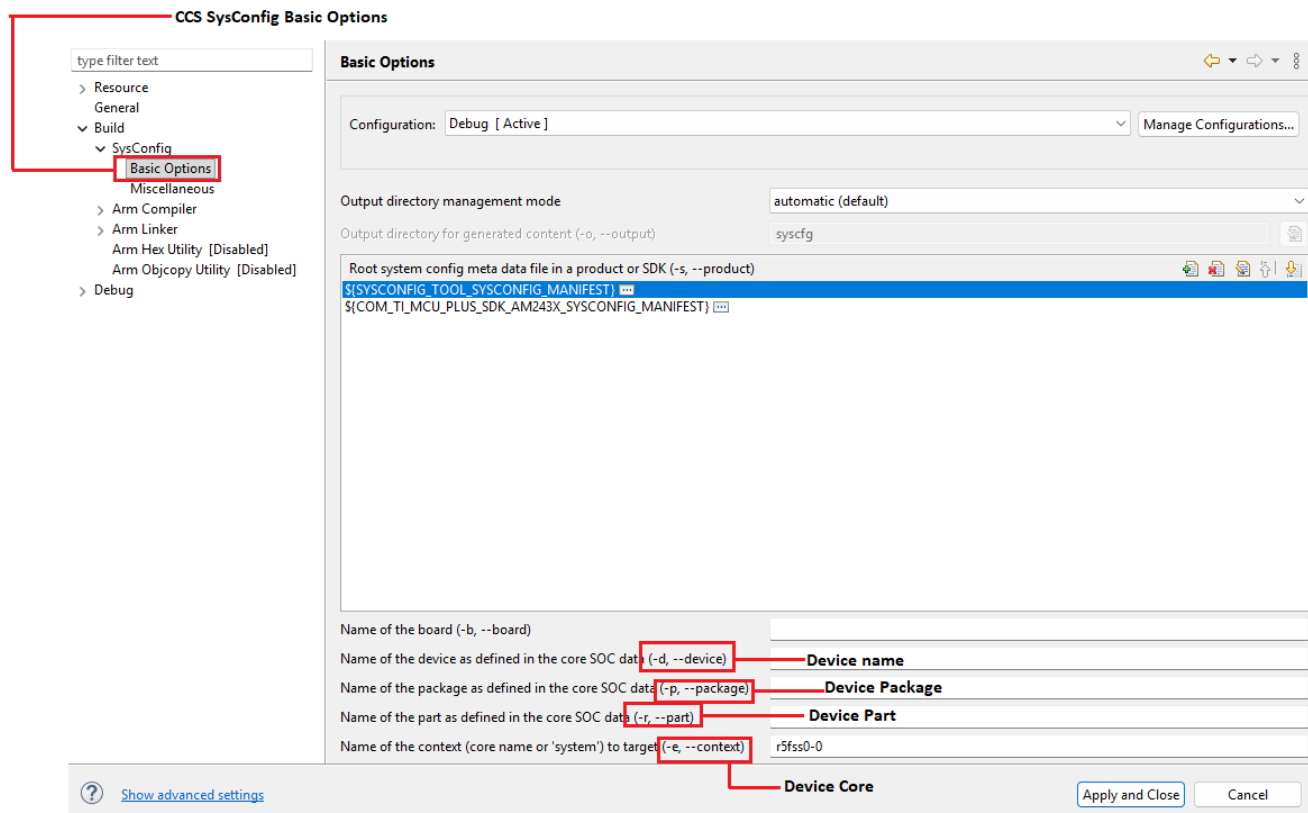 CCS SysConfig Basic Options
type filter text
Resource
General
Build
SysConfig
Basic Options
Miscellaneous
Arm Compiler
Arm Linker
Arm Hex Utility [Disabled]
Arm Objcopy Utility [Disabled]
Debug
Basic Options
Configuration: Debug [ Active ] Manage Configurations...
Output directory management mode automatic (default)
Output directory for generated content (-o, --output) syscfg
Root system config meta data file in a product or SDK (-s, --product)
${SYSCONFIG_TOOL_SYSCONFIG_MANIFEST}
${COM_TI_MCU_PLUS_SDK_AM243X_SYSCONFIG_MANIFEST}
Name of the board (-b, --board)
Name of the device as defined in the core SOC data (-d, --device) Device name
Name of the package as defined in the core SOC data (-p, --package) Device Package
Name of the part as defined in the core SOC data (-r, --part) Device Part
Name of the context (core name or 'system') to target (-e, --context) r5fss0-0
Device Core
Show advanced settings Apply and Close Cancel